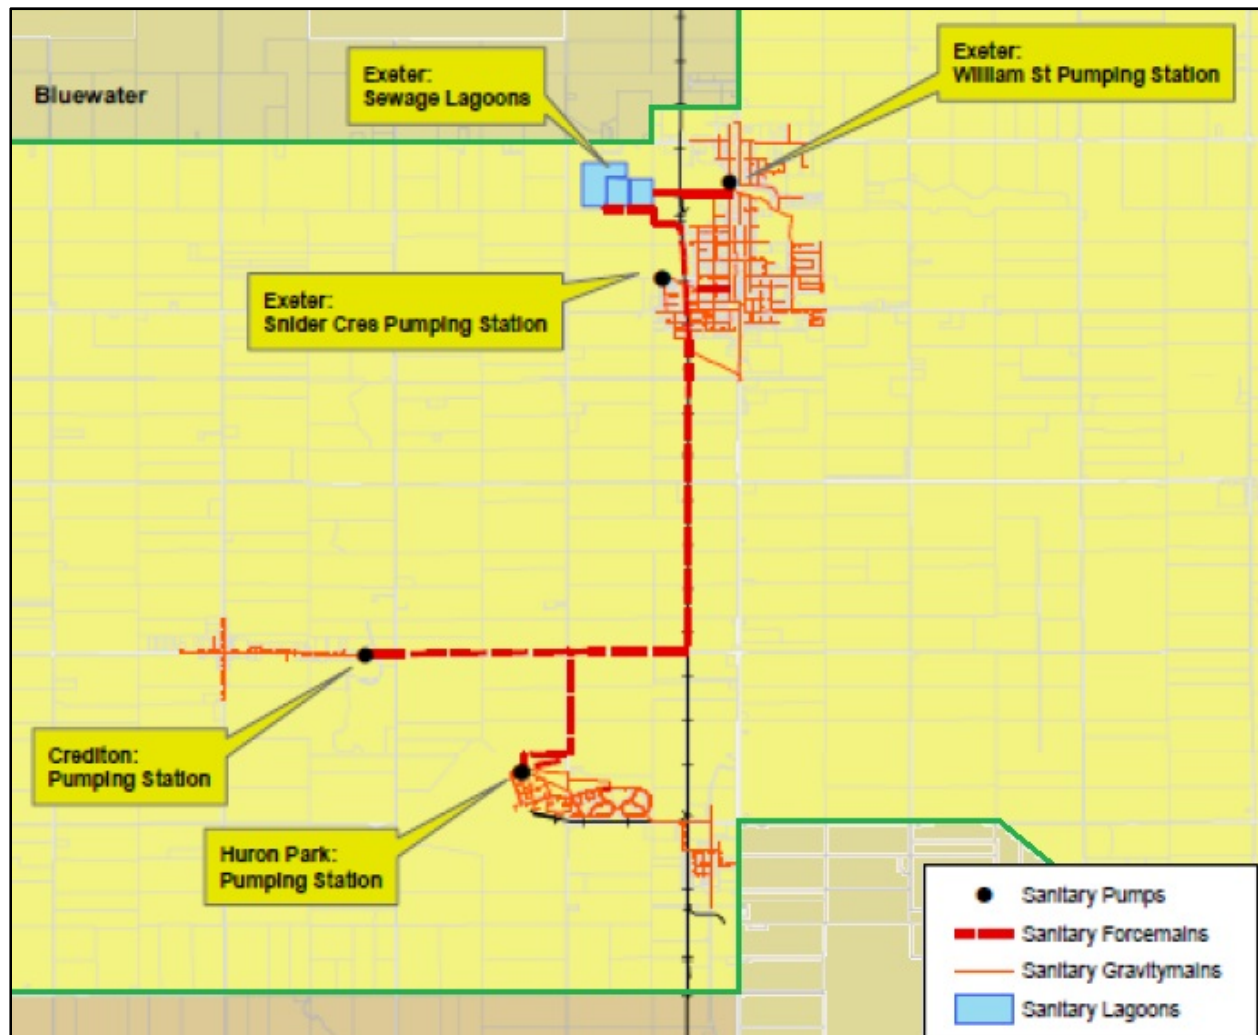 Bluewater
Exeter:
Sewage Lagoons
Exeter:
William St Pumping Station
Exeter:
Snider Cres Pumping Station
Crediton:
Pumping Station
Huron Park:
Pumping Station
Sanitary Pumps
Sanitary Forcemains
Sanitary Gravitymains
Sanitary Lagoons